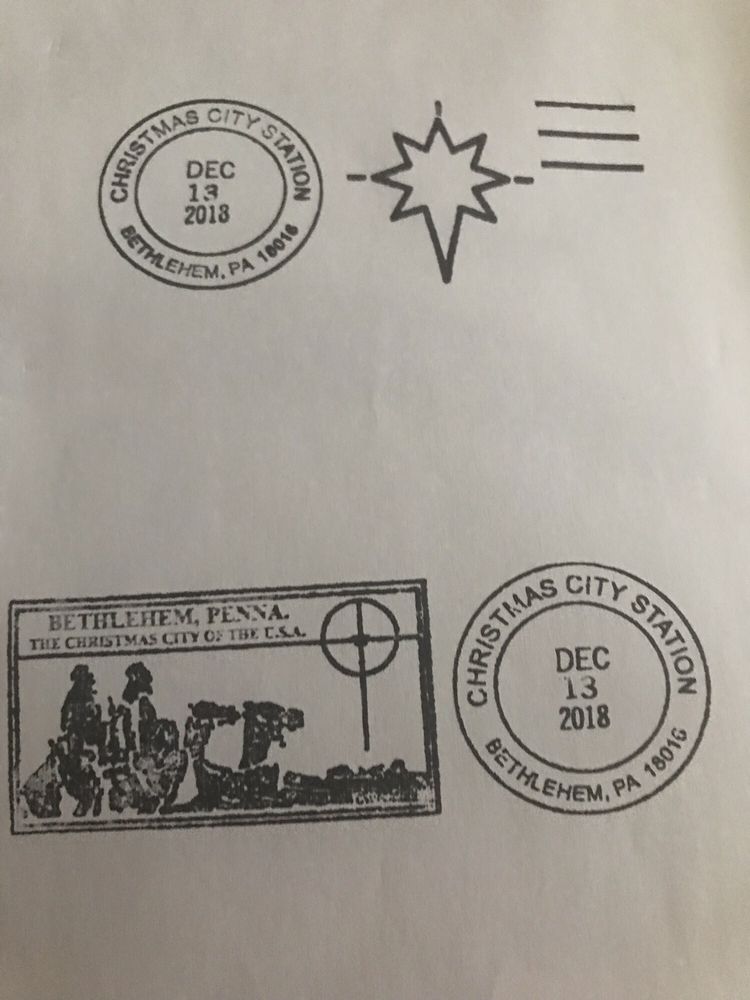 CHRISTMAS CITY STATION
DEC
13
2018
BETHLEHEM, PA 18016
BETHLEHEM, PENNA.
THE CHRISTMAS CITY OF THE U.S.A.
CHRISTMAS CITY STATION
DEC
13
2018
BETHLEHEM, PA 18016